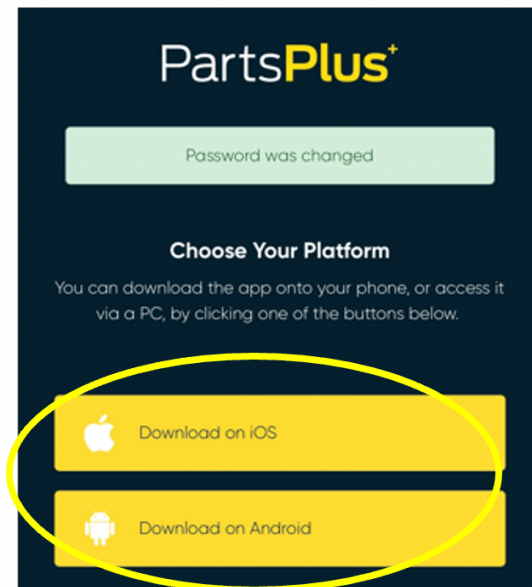 PartsPlus+
Password was changed
Choose Your Platform
You can download the app onto your phone, or access it
via a PC, by clicking one of the buttons below.
Download on iOS
Download on Android